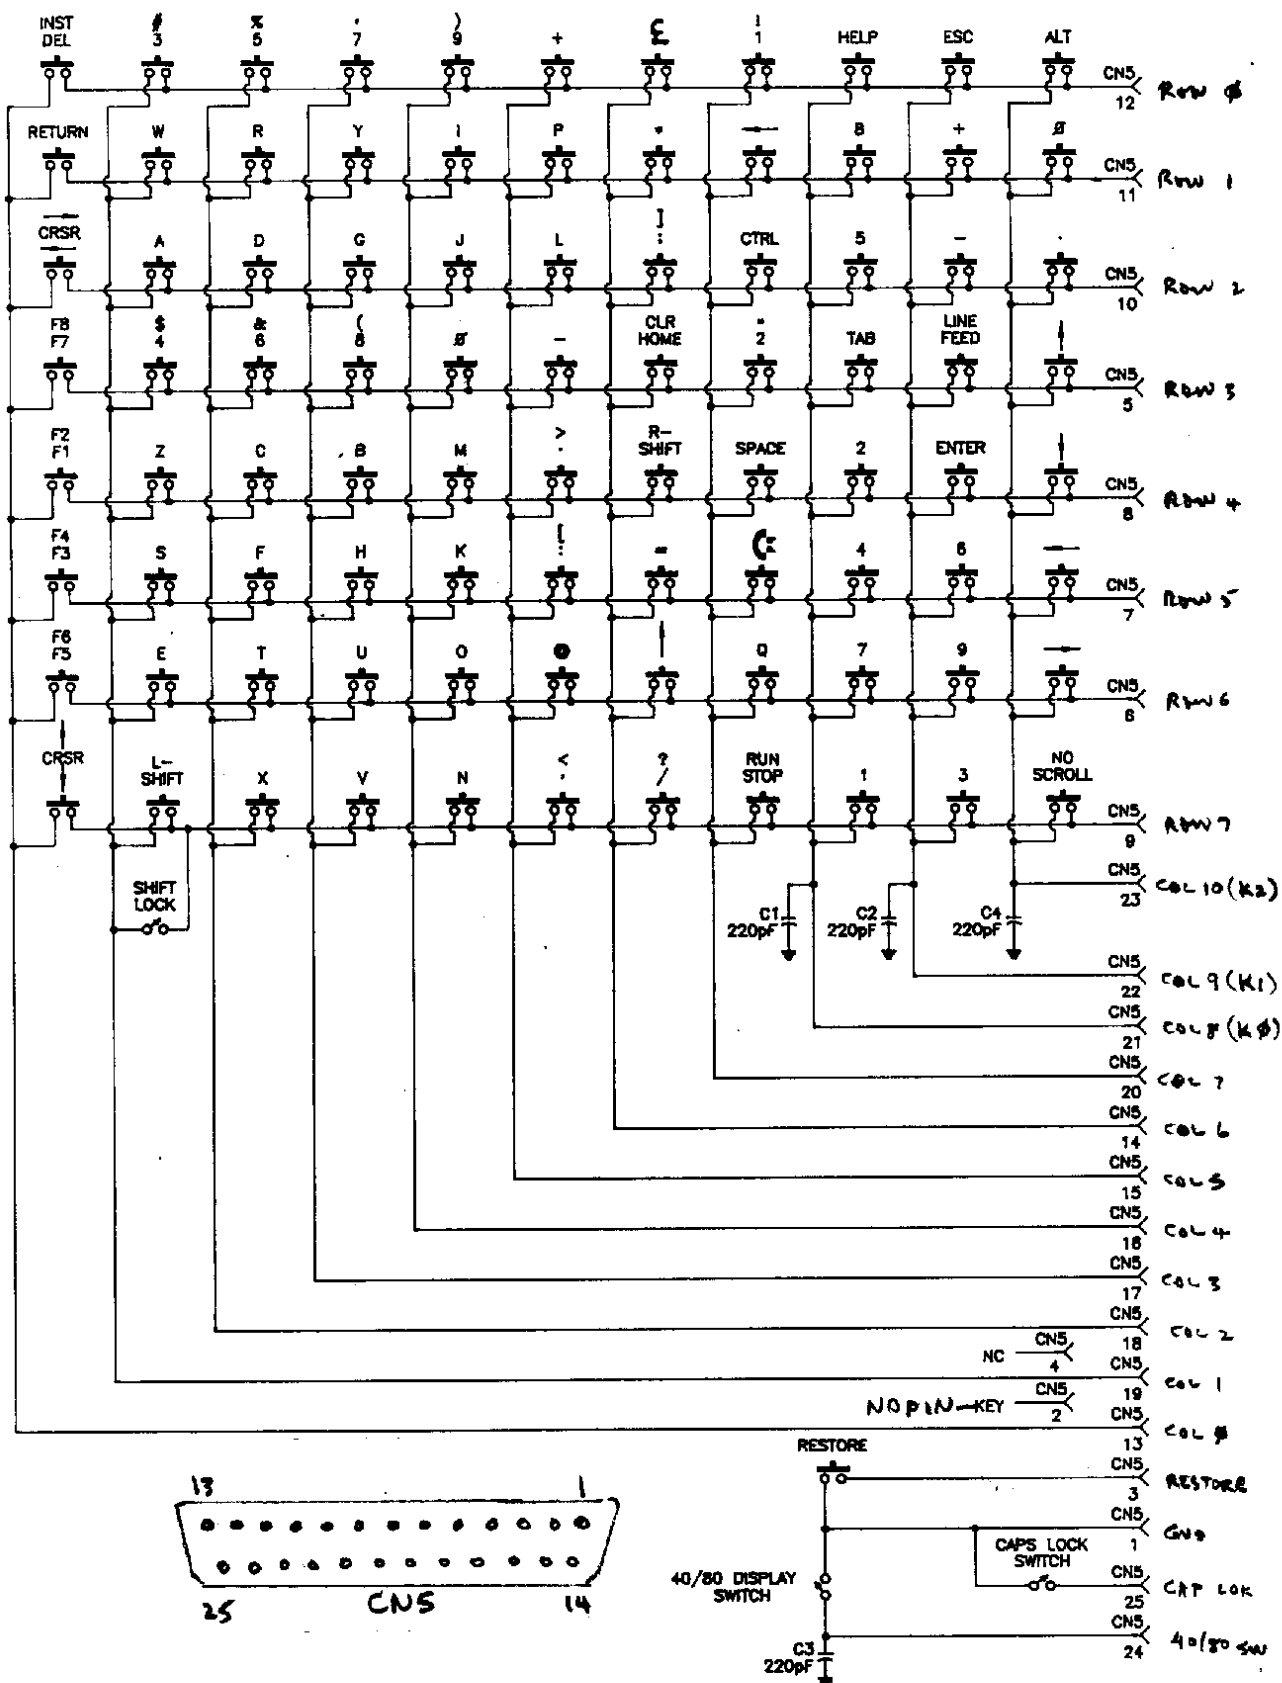 INST # % ' ) + £ ! HELP ESC ALT
DEL 3 5 7 9 1
CN5
12 ROW Ø
RETURN W R Y I P * ← 8 + Ø
CN5
11 ROW 1
CRSR A D G J L ] CTRL 5 - .
:
CN5
10 ROW 2
F8 $ & ( CLR " LINE ↑
F7 4 6 8 Ø - HOME 2 TAB FEED
CN5
5 ROW 3
F2 > R-
F1 Z C B M . SHIFT SPACE 2 ENTER ↓
CN5
8 ROW 4
F4 [
F3 S F H K : = C= 4 6 ←
CN5
7 ROW 5
F6
F5 E T U O @ ↑ Q 7 9 →
CN5
6 ROW 6
CRSR L- < ? RUN NO
SHIFT X V N , / STOP 1 3 SCROLL
CN5
9 ROW 7
SHIFT
LOCK
C1
220pF
C2
220pF
C4
220pF
CN5
23 COL 10 (K2)
CN5
22 COL 9 (K1)
CN5
21 COL 8 (KØ)
CN5
20 COL 7
CN5
14 COL 6
CN5
15 COL 5
CN5
16 COL 4
CN5
17 COL 3
CN5
18 COL 2
NC CN5
4
CN5
19 COL 1
NO PIN-KEY CN5
2
CN5
13 COL Ø
RESTORE
CN5
3 RESTORE
CN5
1 GND
CAPS LOCK
SWITCH
CN5
25 CAP LOK
40/80 DISPLAY
SWITCH
CN5
24 40/80 SW
C3
220pF
13 1
25 CN5 14